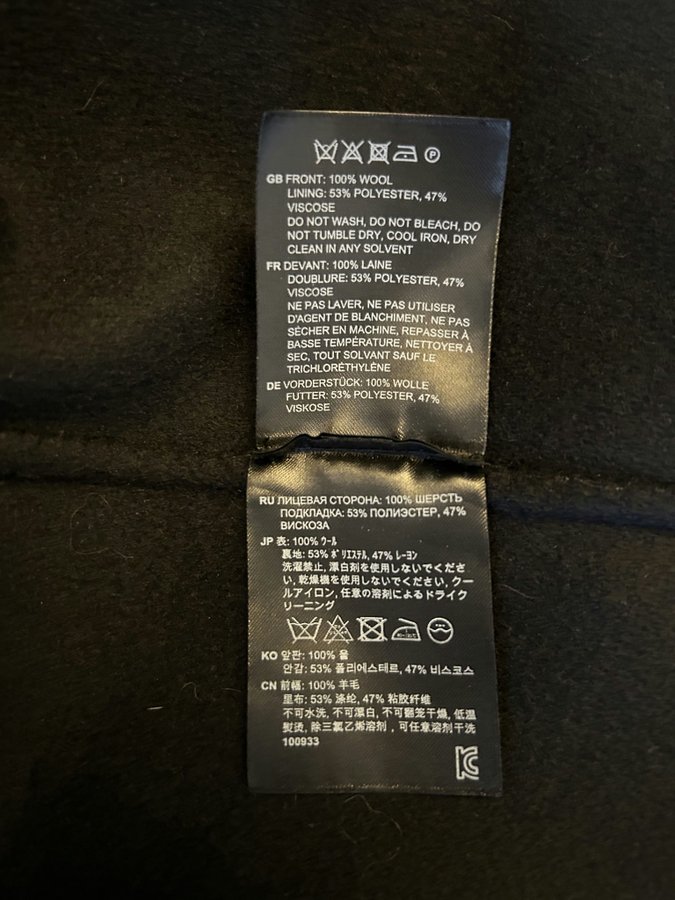 P
GB FRONT: 100% WOOL
LINING: 53% POLYESTER, 47%
VISCOSE
DO NOT WASH, DO NOT BLEACH, DO
NOT TUMBLE DRY, COOL IRON, DRY
CLEAN IN ANY SOLVENT
FR DEVANT: 100% LAINE
DOUBLURE: 53% POLYESTER, 47%
VISCOSE
NE PAS LAVER, NE PAS UTILISER
D'AGENT DE BLANCHIMENT, NE PAS
SÉCHER EN MACHINE, REPASSER À
BASSE TEMPÉRATURE, NETTOYER À
SEC, TOUT SOLVANT SAUF LE
TRICHLORÉTHYLÈNE
DE VORDERSTÜCK: 100% WOLLE
FUTTER: 53% POLYESTER, 47%
VISKOSE
RU ЛИЦЕВАЯ СТОРОНА: 100% ШЕРСТЬ
ПОДКЛАДКА: 53% ПОЛИЭСТЕР, 47%
ВИСКОЗА
JP 表: 100% ウール
裏地: 53% ポリエステル, 47% レーヨン
洗濯禁止, 漂白剤を使用しないでくださ
い, 乾燥機を使用しないでください, クー
ルアイロン, 任意の溶剤によるドライク
リーニング
KO 앞판: 100% 울
안감: 53% 폴리에스테르, 47% 비스코스
CN 前幅: 100% 羊毛
里布: 53% 涤纶, 47% 粘胶纤维
不可水洗, 不可漂白, 不可翻笼干燥, 低温
熨烫, 除三氯乙烯溶剂, 可任意溶剂干洗
100933